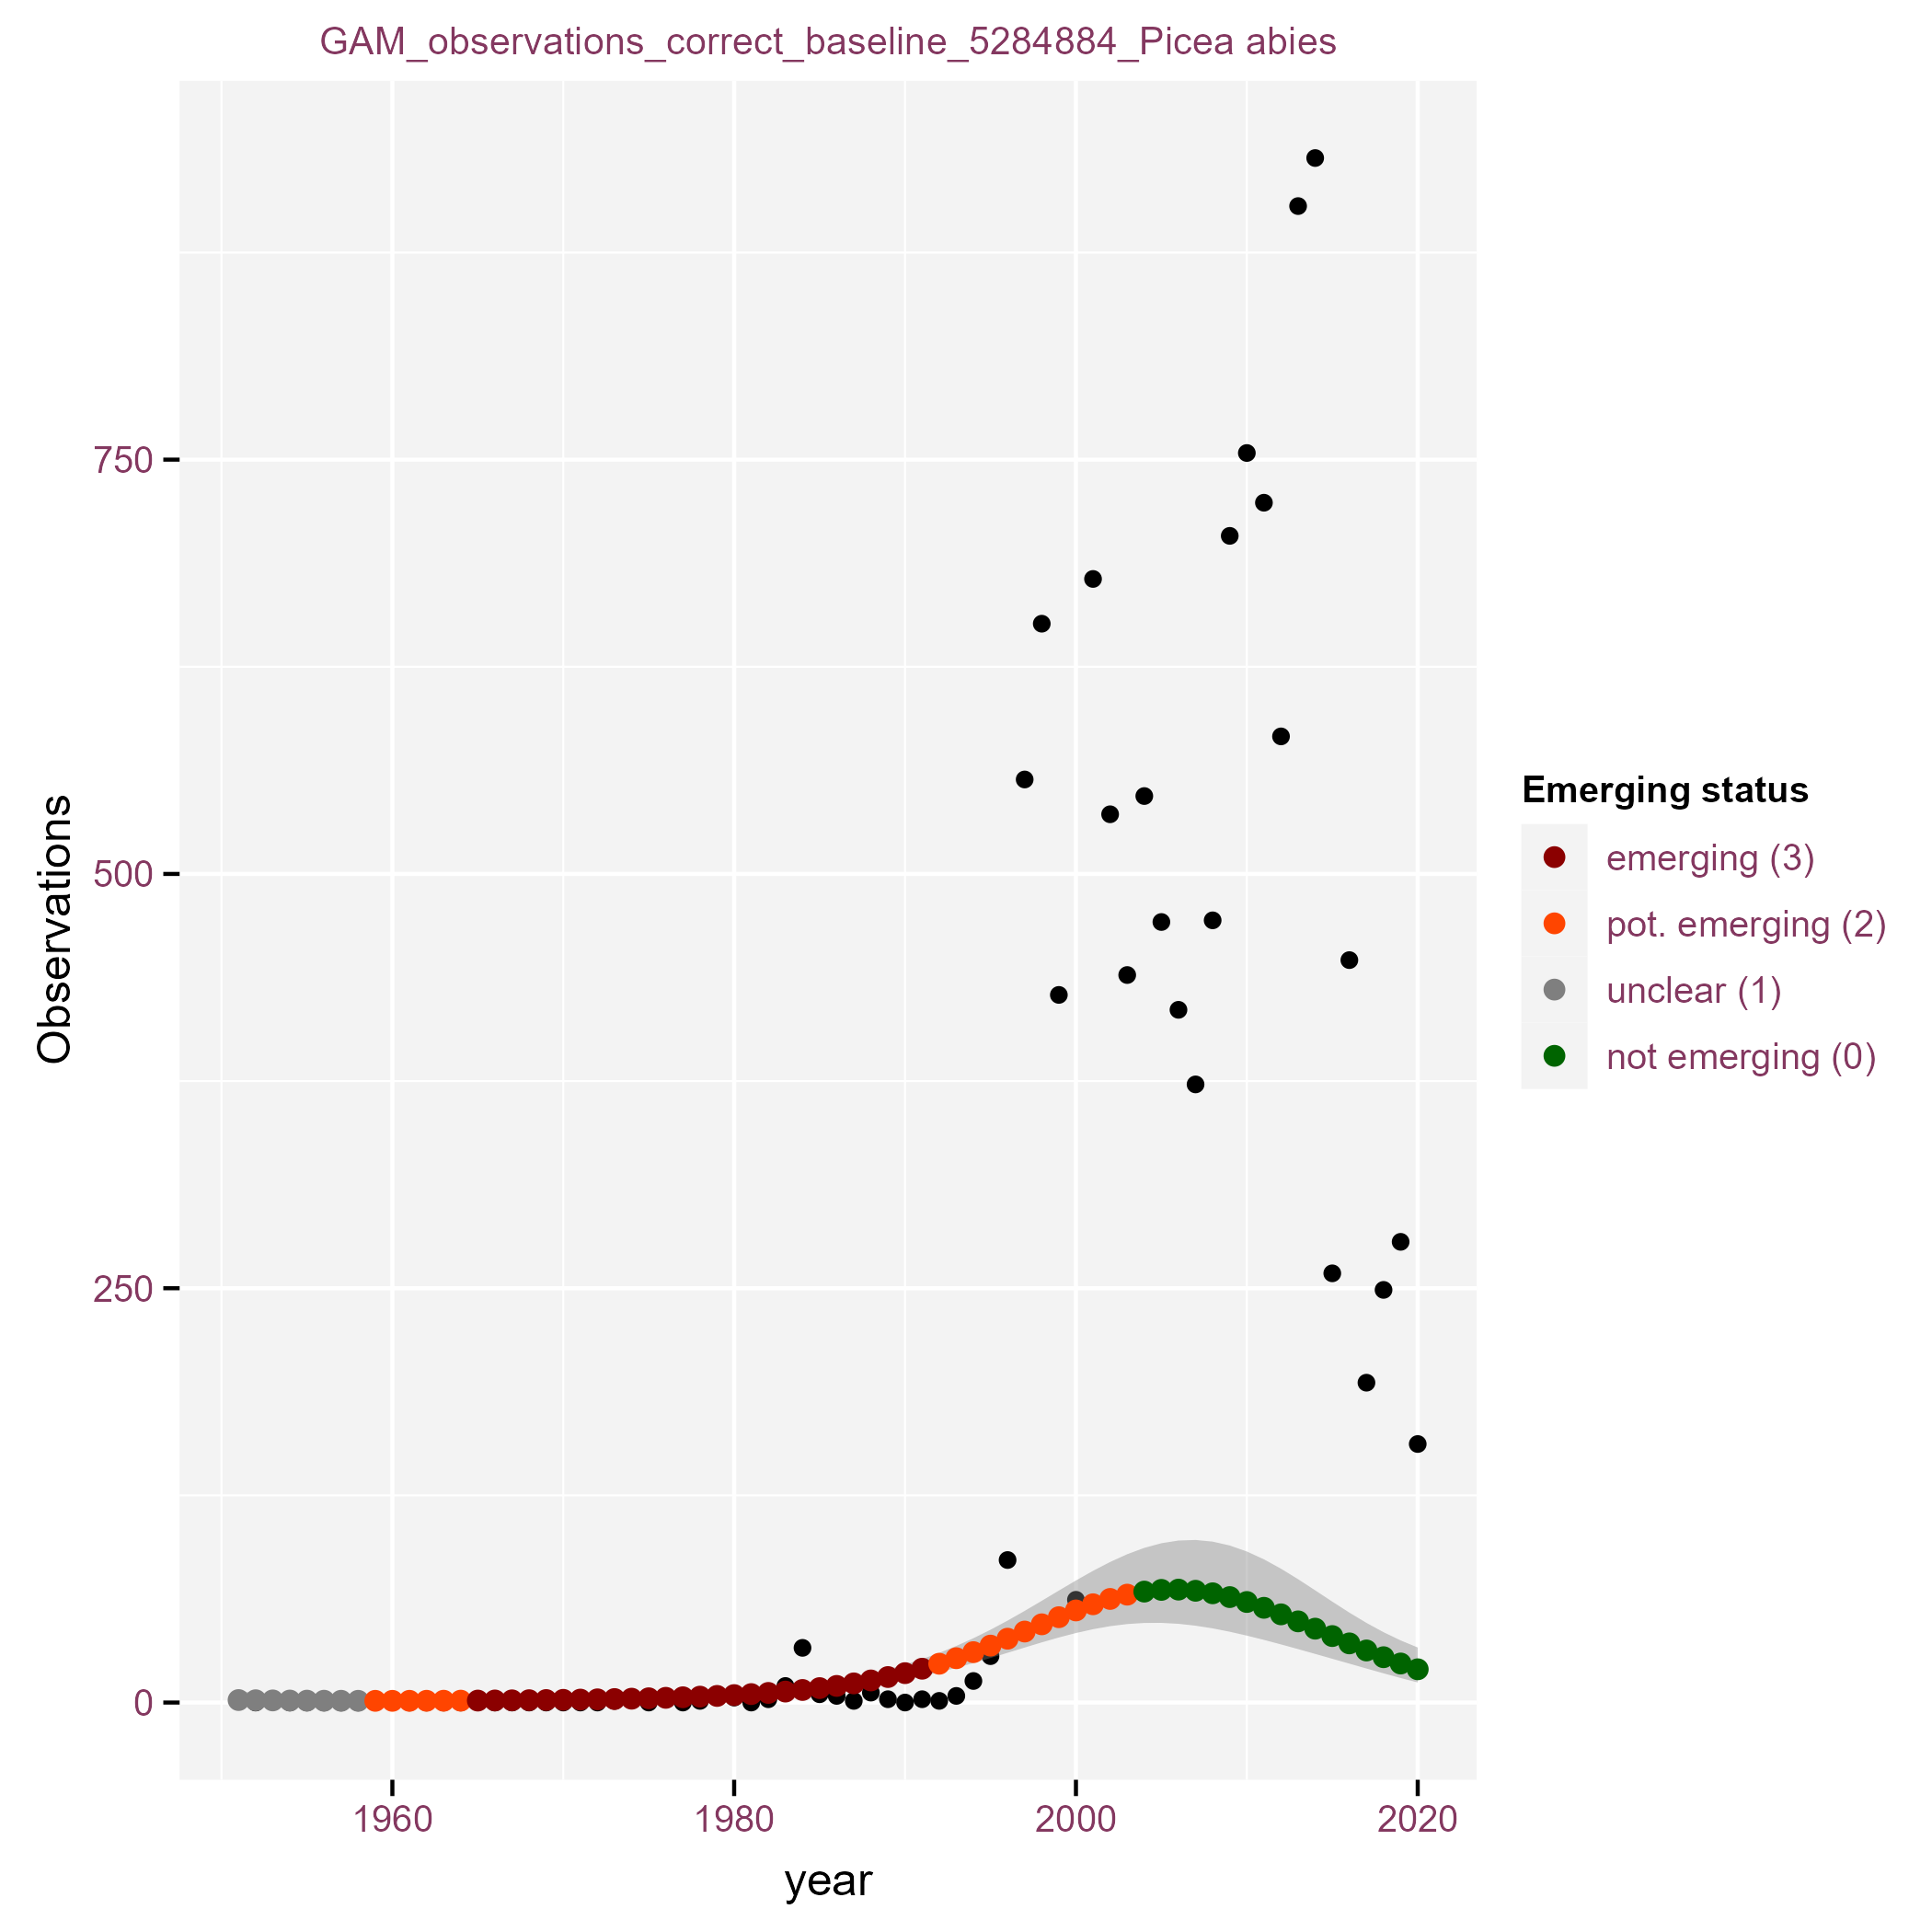 GAM_observations_correct_baseline_5284884_Picea abies
Observations
750
500
250
0
1960
1980
2000
2020
year
Emerging status
emerging (3)
pot. emerging (2)
unclear (1)
not emerging (0)